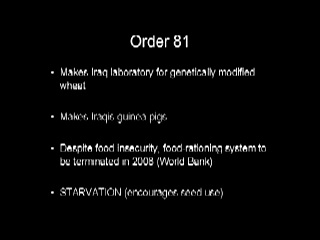 Order 81
• Makes Iraq laboratory for genetically modified
wheat
• Makes Iraqis guinea pigs
• Despite food insecurity, food rationing system to
be terminated in 2008 (World Bank)
• STARVATION (encourages seed use)